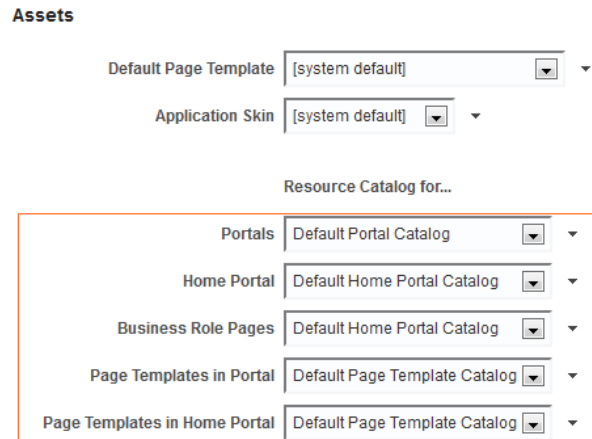 Assets
Default Page Template [system default]
Application Skin [system default]
Resource Catalog for...
Portals Default Portal Catalog
Home Portal Default Home Portal Catalog
Business Role Pages Default Home Portal Catalog
Page Templates in Portal Default Page Template Catalog
Page Templates in Home Portal Default Page Template Catalog